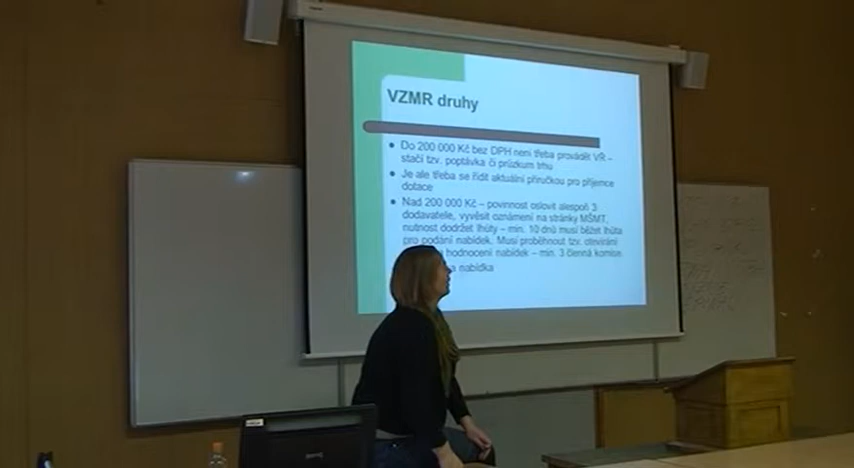 VZMR druhy
Do 200 000 Kč bez DPH není třeba provádět VŘ –
stačí tzv. poptávka či průzkum trhu
Je ale třeba se řídit aktuální příručkou pro příjemce
dotace
Nad 200 000 Kč – povinnost oslovit alespoň 3
dodavatele, vyvěsit oznámení na stránky MŠMT,
nutnost dodržet lhůty – min. 10 dnů musí běžet lhůta
pro podání nabídek. Musí proběhnout tzv. otevírání
hodnocení nabídek – min. 3 členná komise
a nabídka